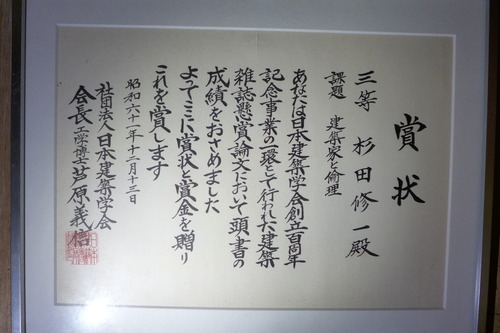 賞状
三等 杉田修一殿
課題 建築家と倫理
あなたは日本建築学会創立百周年
記念事業の一環として行われた建築
雑誌懸賞論文において頭書の
成績をおさめました
よってここに賞状と賞金を贈り
これを賞します
昭和六十一年十二月十三日
社団法人日本建築学会
会長 工学博士 芦原義信